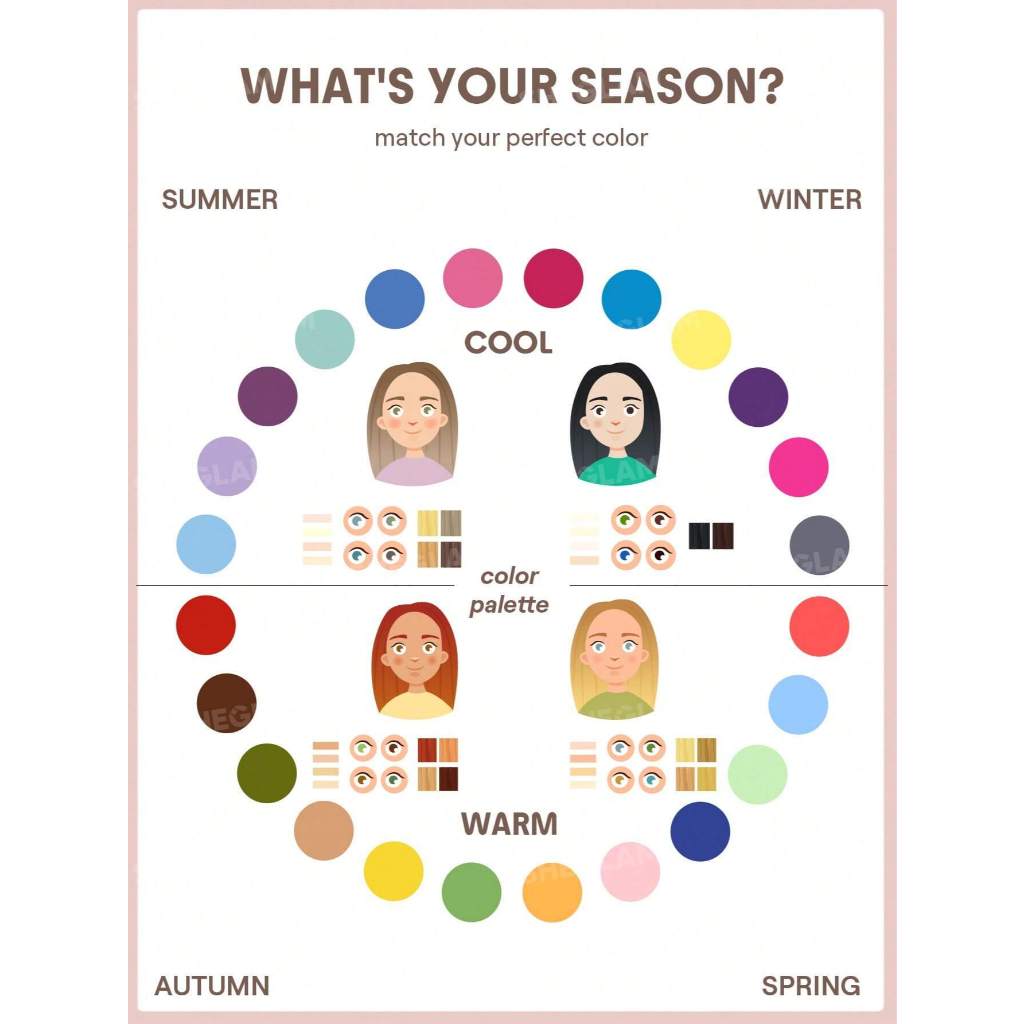 WHAT'S YOUR SEASON?
match your perfect color
SUMMER
WINTER
COOL
color
palette
WARM
AUTUMN
SPRING